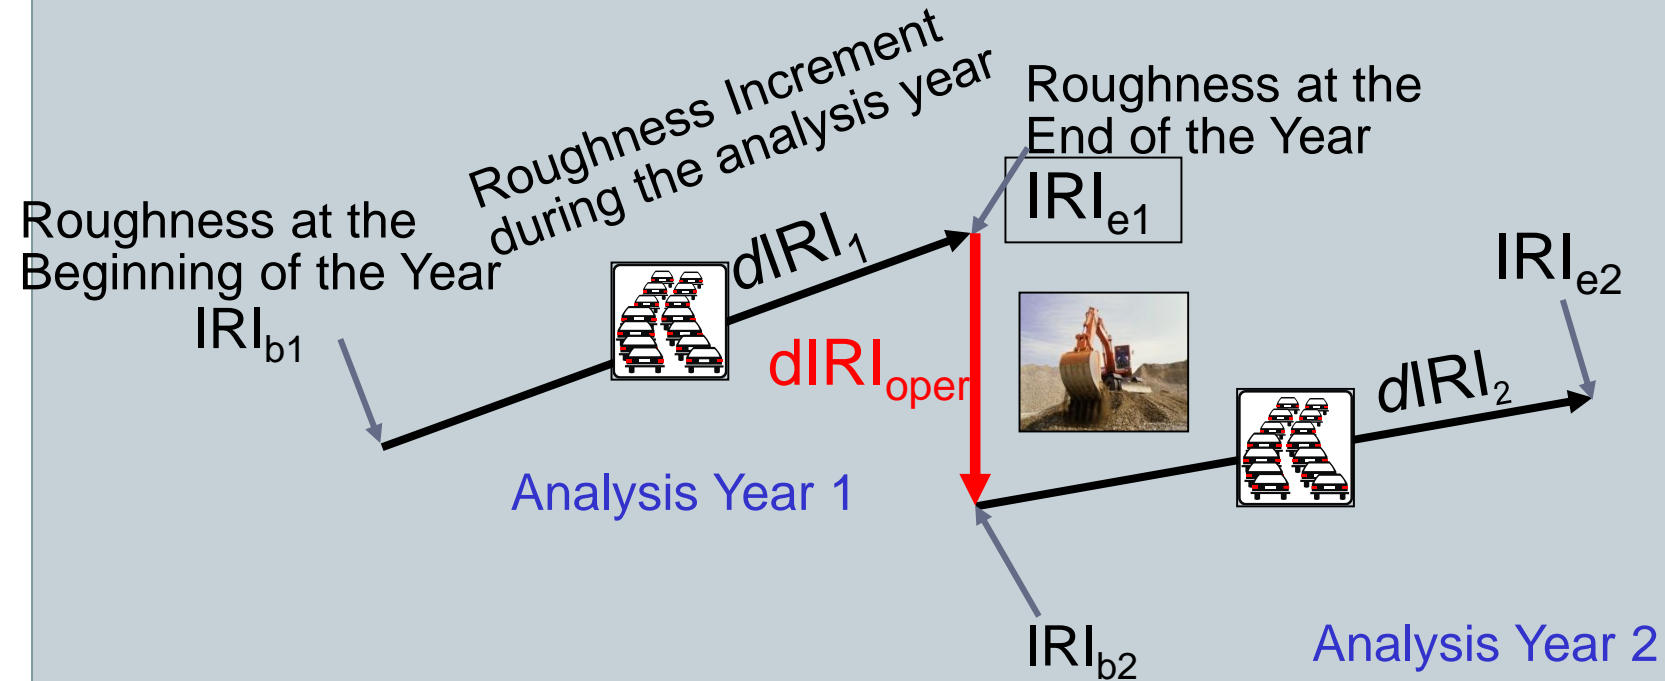 Roughness Increment
during the analysis year
Roughness at the
End of the Year
IRIe1
Roughness at the
Beginning of the Year
IRIb1
dIRI1
IRIe2
dIRIoper
dIRI2
Analysis Year 1
IRIb2
Analysis Year 2